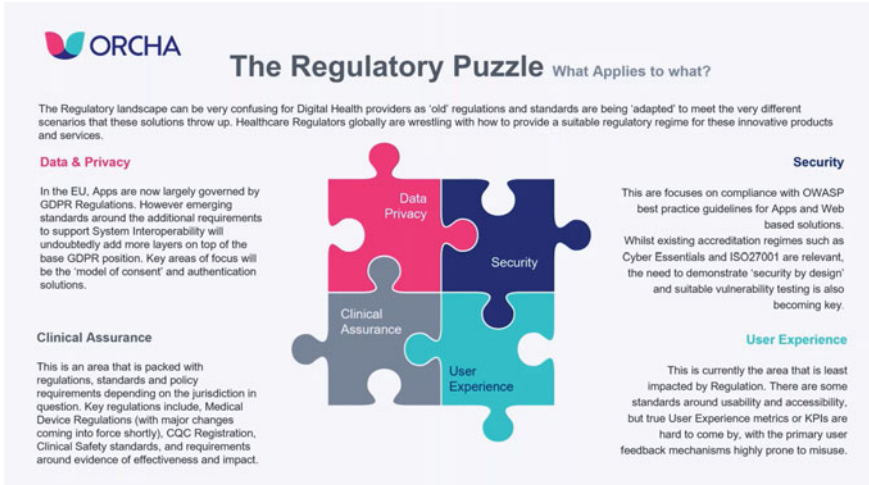 ORCHA
The Regulatory Puzzle What Applies to what?
The Regulatory landscape can be very confusing for Digital Health providers as 'old' regulations and standards are being 'adapted' to meet the very different
scenarios that these solutions throw up. Healthcare Regulators globally are wrestling with how to provide a suitable regulatory regime for these innovative products
and services.
Data & Privacy
In the EU, Apps are now largely governed by
GDPR Regulations. However emerging
standards around the additional requirements
to support System Interoperability will
undoubtedly add more layers on top of the
base GDPR position. Key areas of focus will
be the 'model of consent' and authentication
solutions.
Data
Privacy
Security
Clinical
Assurance
User
Experience
Security
This are focuses on compliance with OWASP
best practice guidelines for Apps and Web
based solutions.
Whilst existing accreditation regimes such as
Cyber Essentials and ISO27001 are relevant,
the need to demonstrate 'security by design'
and suitable vulnerability testing is also
becoming key.
Clinical Assurance
This is an area that is packed with
regulations, standards and policy
requirements depending on the jurisdiction in
question. Key regulations include, Medical
Device Regulations (with major changes
coming into force shortly), CQC Registration,
Clinical Safety standards, and requirements
around evidence of effectiveness and impact.
User Experience
This is currently the area that is least
impacted by Regulation. There are some
standards around usability and accessibility,
but true User Experience metrics or KPIs are
hard to come by, with the primary user
feedback mechanisms highly prone to misuse.